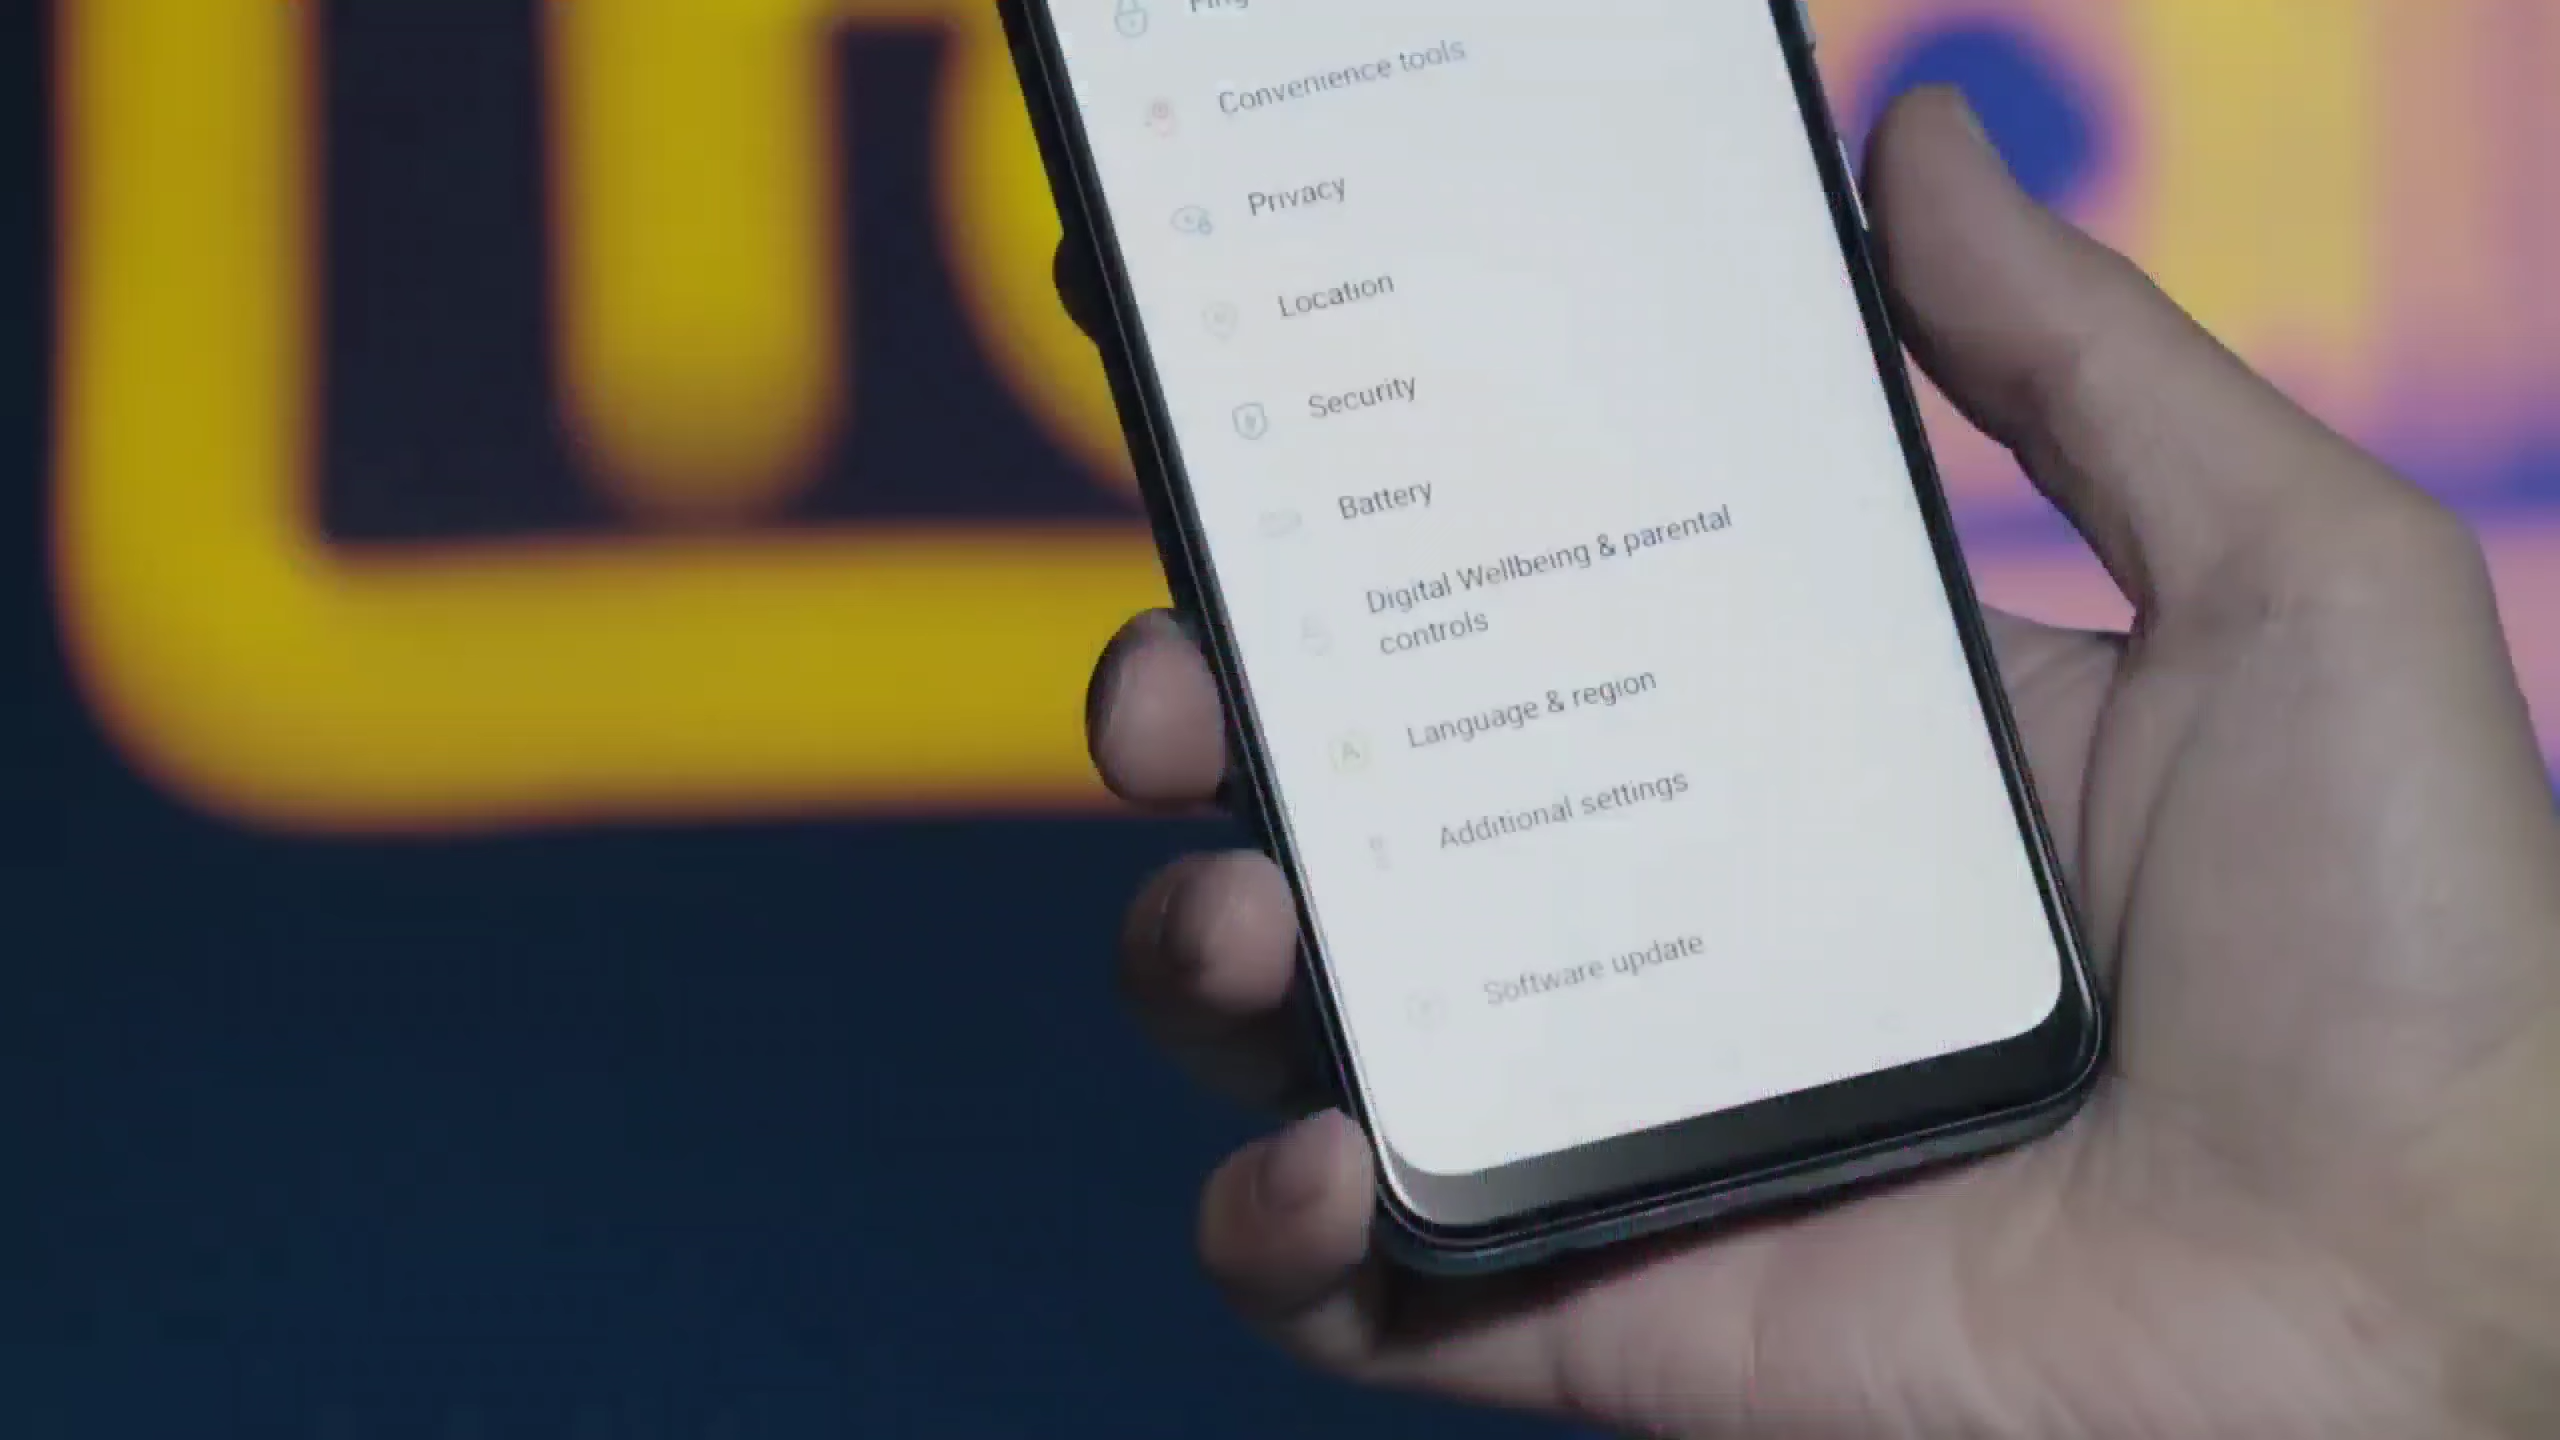 Convenience tools
Privacy
Location
Security
Battery
Digital Wellbeing & parental
controls
Language & region
Additional settings
Software update